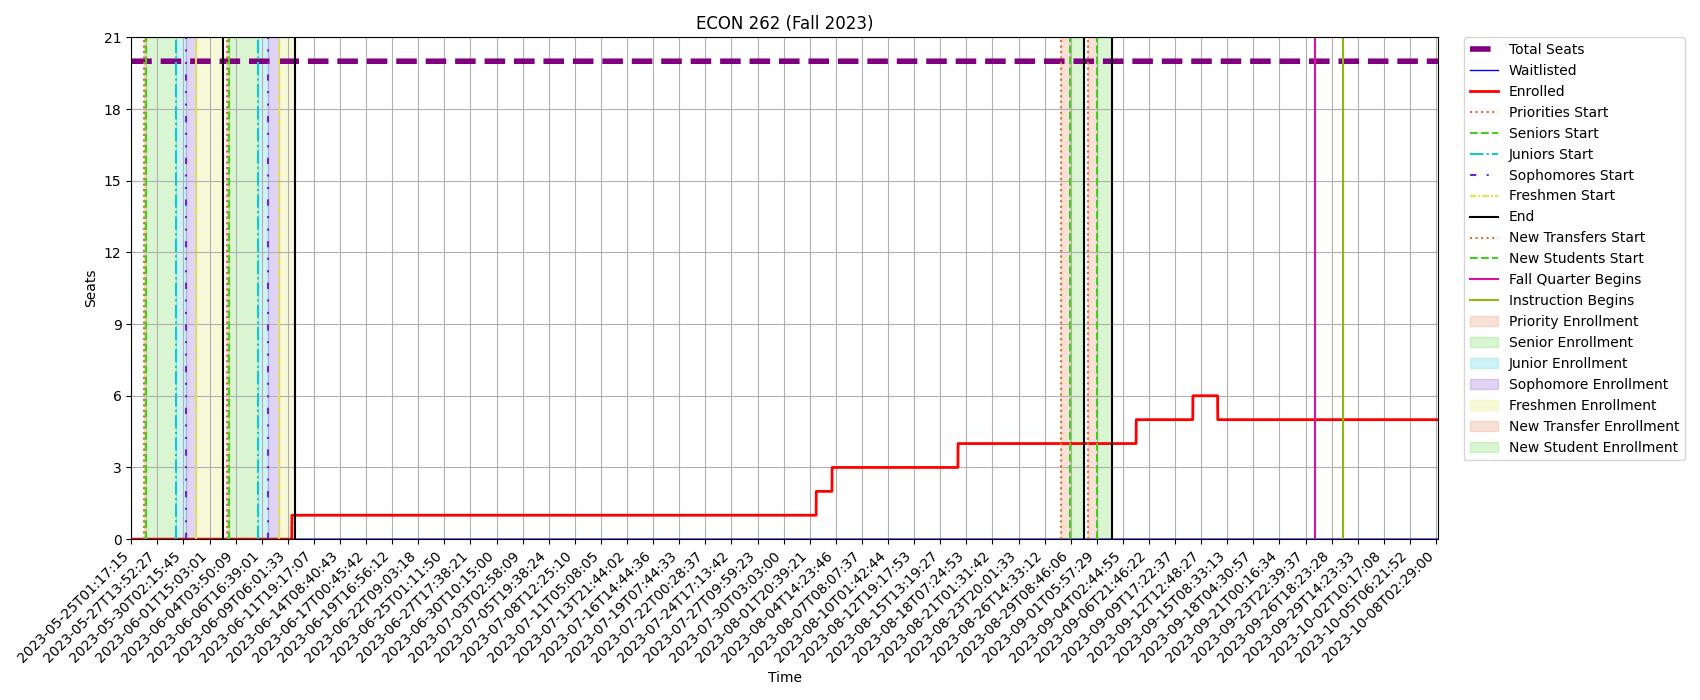 ECON 262 (Fall 2023)
21
18
15
12
9
6
3
0
Seats
2023-05-25T01:17:15
2023-05-27T13:52:27
2023-05-30T02:15:45
2023-06-01T15:03:01
2023-06-04T03:50:09
2023-06-06T16:39:01
2023-06-09T06:01:33
2023-06-11T19:17:07
2023-06-14T08:40:43
2023-06-17T00:45:42
2023-06-19T16:56:12
2023-06-22T09:03:18
2023-06-25T01:11:50
2023-06-27T17:38:21
2023-06-30T10:15:00
2023-07-03T02:58:09
2023-07-05T19:38:24
2023-07-08T12:25:10
2023-07-11T05:08:05
2023-07-13T21:44:02
2023-07-16T14:44:36
2023-07-19T07:44:33
2023-07-22T00:28:37
2023-07-24T17:13:42
2023-07-27T09:59:23
2023-07-30T03:03:00
2023-08-01T20:39:21
2023-08-04T14:23:46
2023-08-07T08:07:37
2023-08-10T01:42:44
2023-08-12T19:17:53
2023-08-15T13:19:27
2023-08-18T07:24:53
2023-08-21T01:31:42
2023-08-23T20:01:33
2023-08-26T14:33:12
2023-08-29T08:46:06
2023-09-01T05:57:29
2023-09-04T02:44:55
2023-09-06T21:46:22
2023-09-09T17:22:37
2023-09-12T12:48:27
2023-09-15T08:33:13
2023-09-18T04:30:57
2023-09-21T00:16:34
2023-09-23T22:39:37
2023-09-26T18:23:28
2023-09-29T14:23:33
2023-10-02T10:17:08
2023-10-05T06:21:52
2023-10-08T02:29:00
Time
Total Seats
Waitlisted
Enrolled
Priorities Start
Seniors Start
Juniors Start
Sophomores Start
Freshmen Start
End
New Transfers Start
New Students Start
Fall Quarter Begins
Instruction Begins
Priority Enrollment
Senior Enrollment
Junior Enrollment
Sophomore Enrollment
Freshmen Enrollment
New Transfer Enrollment
New Student Enrollment